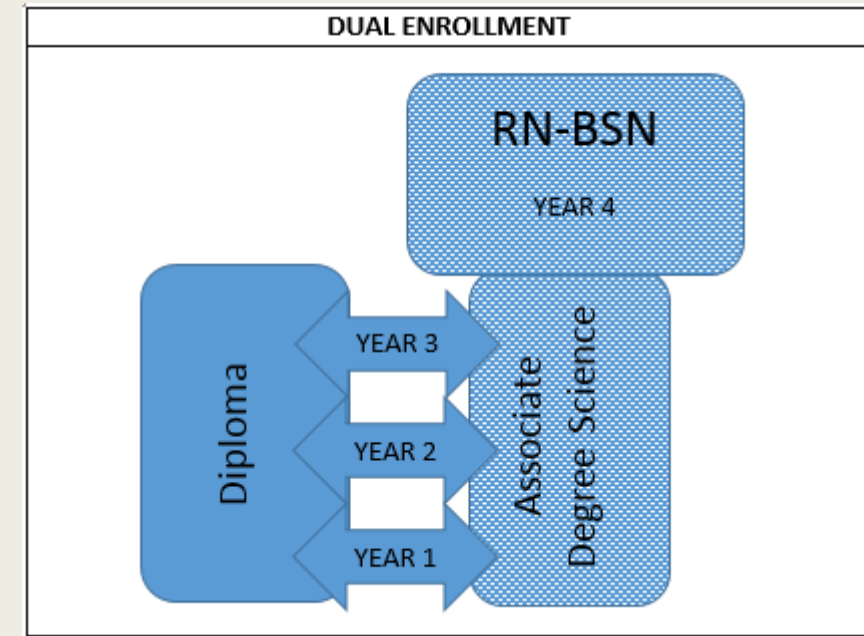 DUAL ENROLLMENT
RN-BSN
YEAR 4
Diploma
YEAR 3
YEAR 2
YEAR 1
Associate
Degree Science